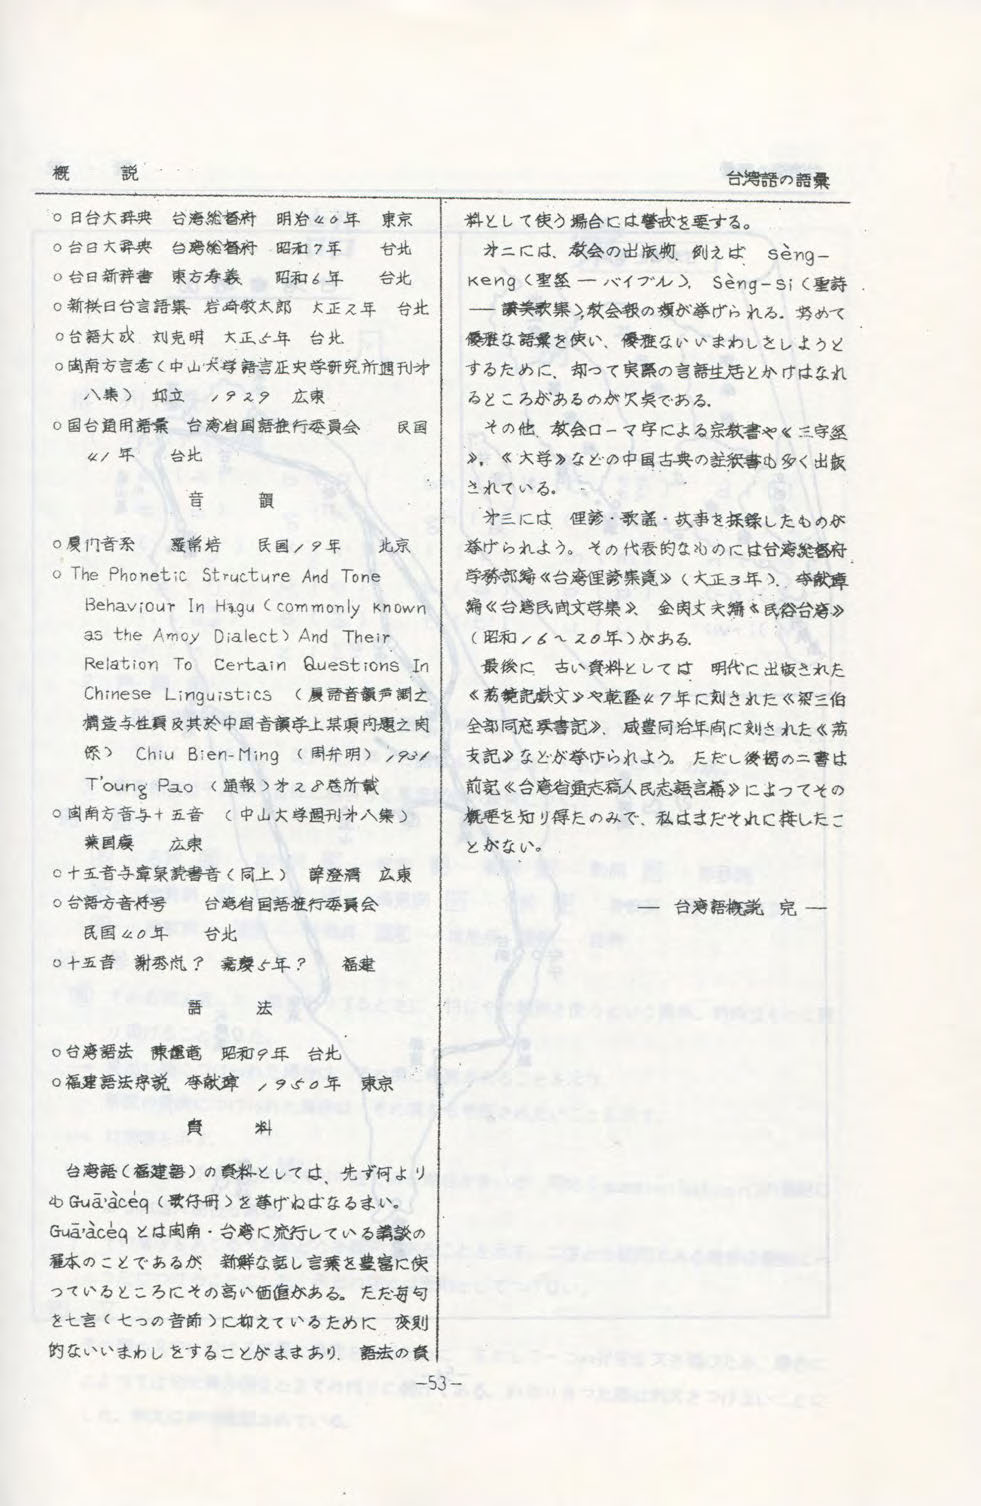 概　説
台湾語の語彙
○日台大辞典　台湾総督府　明治40年　東京
○台日大辞典　台湾総督府　昭和7年　台北
○台日新辞書　東方孝義　昭和6年　台北
○新撰日台言語集　岩崎敬太郎　大正2年　台北
○台語大成　刘克明　大正5年　台北
○閩南方言考（中山大学語言历史学研究所週刊才
八集）　邱立　1929　広東
○国台通用語彙　台湾省国語推行委員会　民国
41年　台北
音　韻
○厦门音系　羅常培　民国19年　北京
○ The Phonetic Structure And Tone
Behaviour In Hagu (commonly known
as the Amoy Dialect) And Their
Relation To Certain Questions In
Chinese Linguistics （厦語音韻声調之
構造与性質及其於中国音韻学上某項内題之関
係） Chiu Bien-Ming （周弁明） 1931
T'oung Pao （通報）才28巻所載
○閩南方音与十五音　（中山大学週刊才八集）
葉国慶　広東
○十五音与漳泉読書音（同上）　薛澄清　広東
○台語方音符号　台湾省国語推行委員会
民国40年　台北
○十五音　謝秀嵐？　嘉慶5年？　福建
語　法
○台湾語法　陳輝竜　昭和9年　台北
○福建語法序説　李献璋　1950年　東京
資　料
台湾語（福建語）の資料としては、先ず何より
も Guā·àcéq（歌仔冊）を挙げねばなるまい。
Guā·àcéq とは閩南・台湾に流行している講談の
種本のことであるが、新鮮な話し言葉を豊富に使
っているところにその高い価値がある。ただ毎句
を七言（七つの音節）に抑えているために、変則
的ないいまわしをすることがままあり、語法の資
料として使う場合には警戒を要する。
才二には、教会の出版物、例えば、Sèng-
Keng（聖経 — バイブル）、Sèng-si（聖詩
— 讃美歌集）、教会報の類が挙げられる。努めて
優雅な語彙を使い、優雅ないいまわしをしようと
するために、却って実際の言語生活とかけはなれ
るところがあるのが欠点である。
その他、教会ローマ字による宗教書や《三字経
》、《大学》などの中国古典の註釈書も多く出版
されている。
才三には、俚諺・歌謡・故事を採録したものが
挙げられよう。その代表的なものには台湾総督府
学務部編《台湾俚諺集覧》（大正3年）、李献璋
編《台湾民間文学集》、金関丈夫編《民俗台湾》
（昭和16～20年）がある。
最後に、古い資料としては、明代に出版された
《荔鏡記戯文》や乾隆47年に刻された《梁三伯
全部同窓琴書記》、咸豊同治年間に刻された《荔
支記》などが挙げられよう。ただし後掲の二書は
前記《台湾省通志稿人民志語言篇》によってその
概要を知り得たのみで、私はまだそれに接したこ
とがない。
— 台湾語概説　完 —
-53-